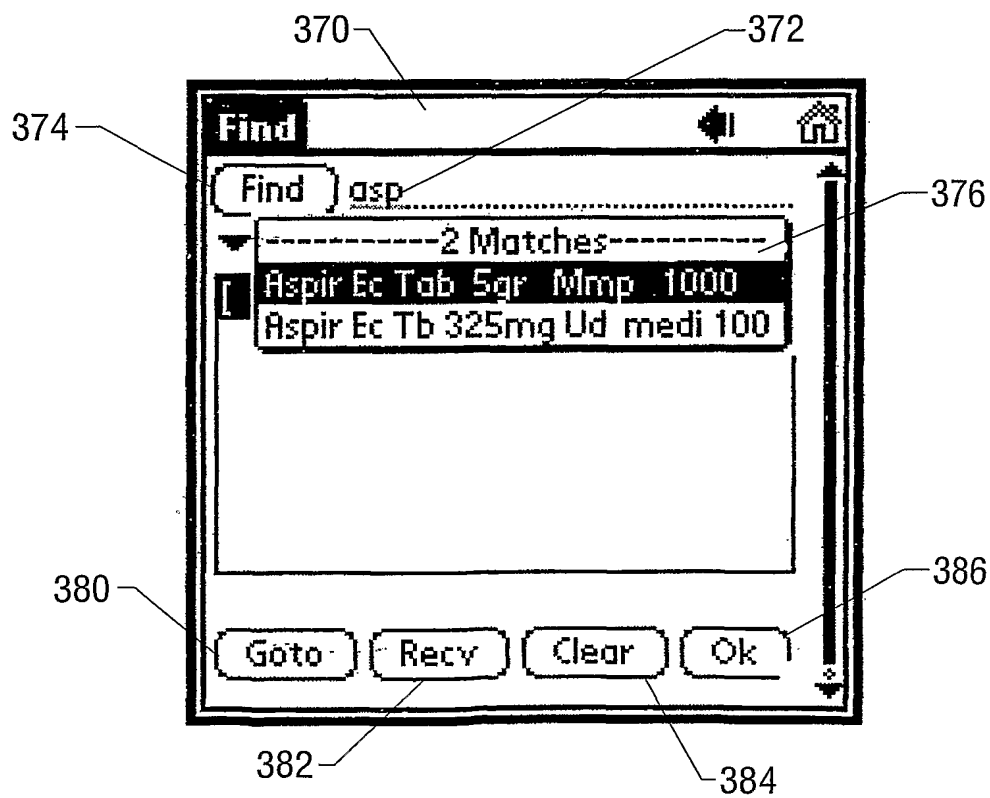 370 372
374 Find
Find asp
376
2 Matches
Aspir Ec Tab 5gr Mmp 1000
Aspir Ec Tb 325mg Ud medi 100
[
380 386
Goto Recv Clear Ok
382 384